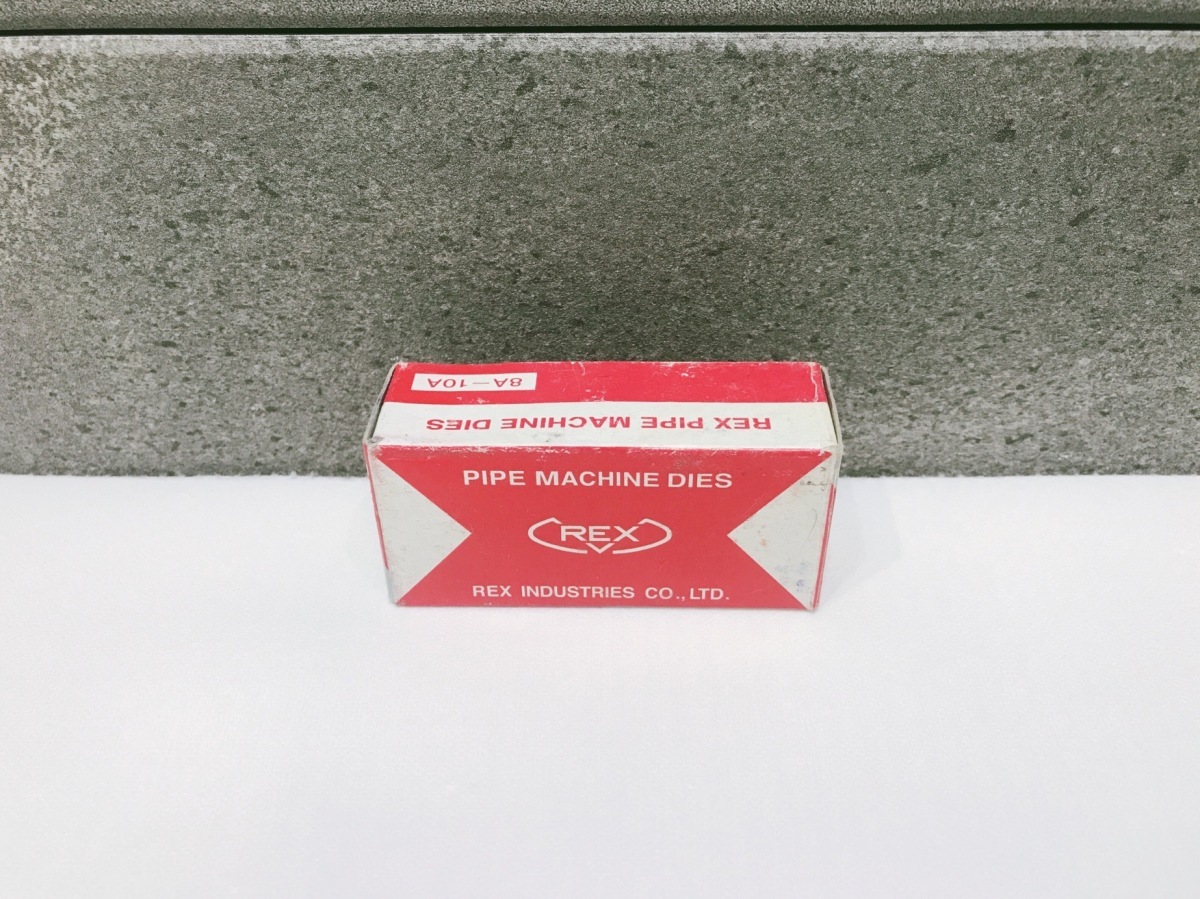 8A—10A
REX PIPE MACHINE DIES
PIPE MACHINE DIES
REX
REX INDUSTRIES CO.,LTD.